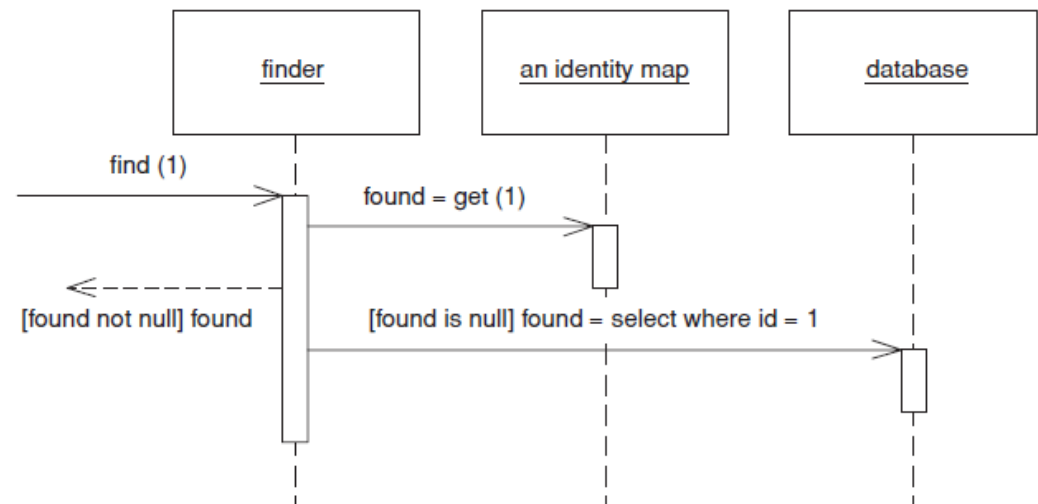 finder
an identity map
database
find (1)
found = get (1)
[found not null] found
[found is null] found = select where id = 1